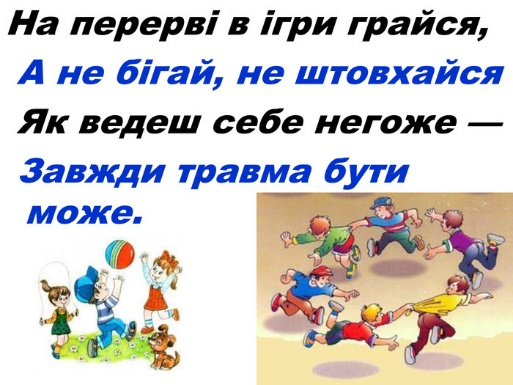 На перерві в ігри грайся,
А не бігай, не штовхайся
Як ведеш себе негоже —
Завжди травма бути
може.